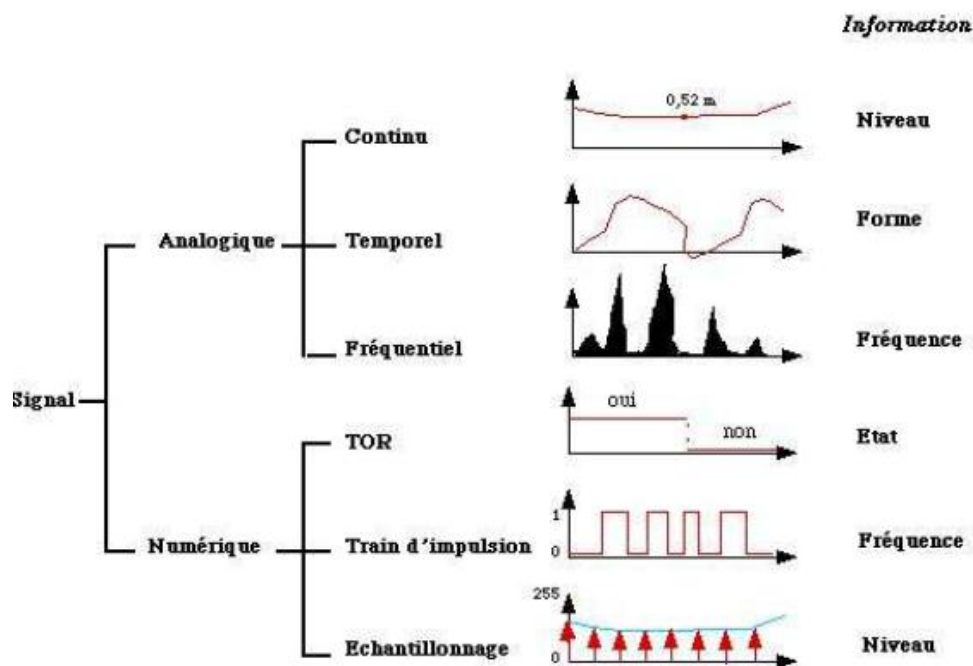 Information
0,52 m
Continu
Niveau
Analogique
Temporel
Forme
Fréquentiel
Fréquence
Signal
TOR
oui
non
Etat
Numérique
Train d'impulsion
1
0
Fréquence
Echantillonnage
255
0
Niveau